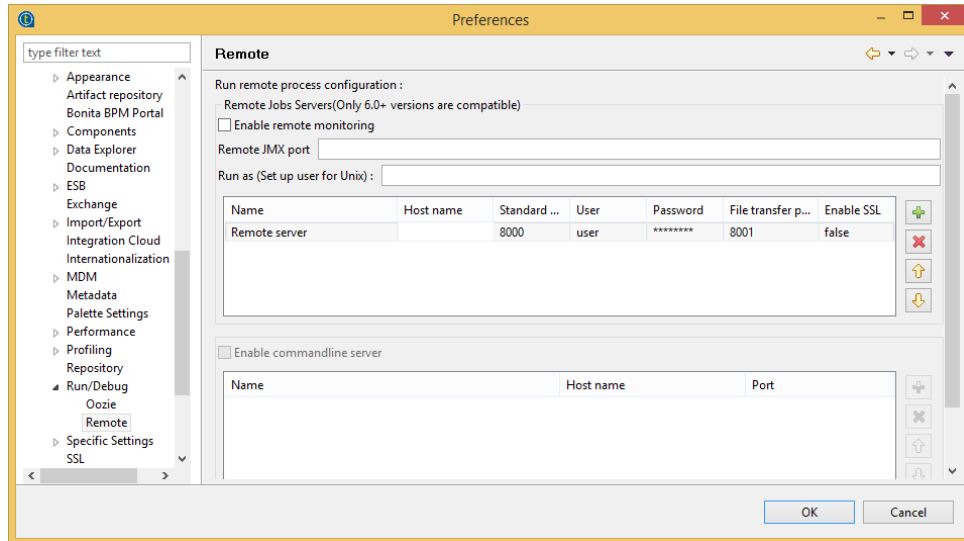 Preferences
type filter text
Appearance
Artifact repository
Bonita BPM Portal
Components
Data Explorer
Documentation
ESB
Exchange
Import/Export
Integration Cloud
Internationalization
MDM
Metadata
Palette Settings
Performance
Profiling
Repository
Run/Debug
Oozie
Remote
Specific Settings
SSL
Remote
Run remote process configuration :
Remote Jobs Servers(Only 6.0+ versions are compatible)
Enable remote monitoring
Remote JMX port
Run as (Set up user for Unix) :
Name Host name Standard ... User Password File transfer p... Enable SSL
Remote server 8000 user ******** 8001 false
Enable commandline server
Name Host name Port
OK Cancel